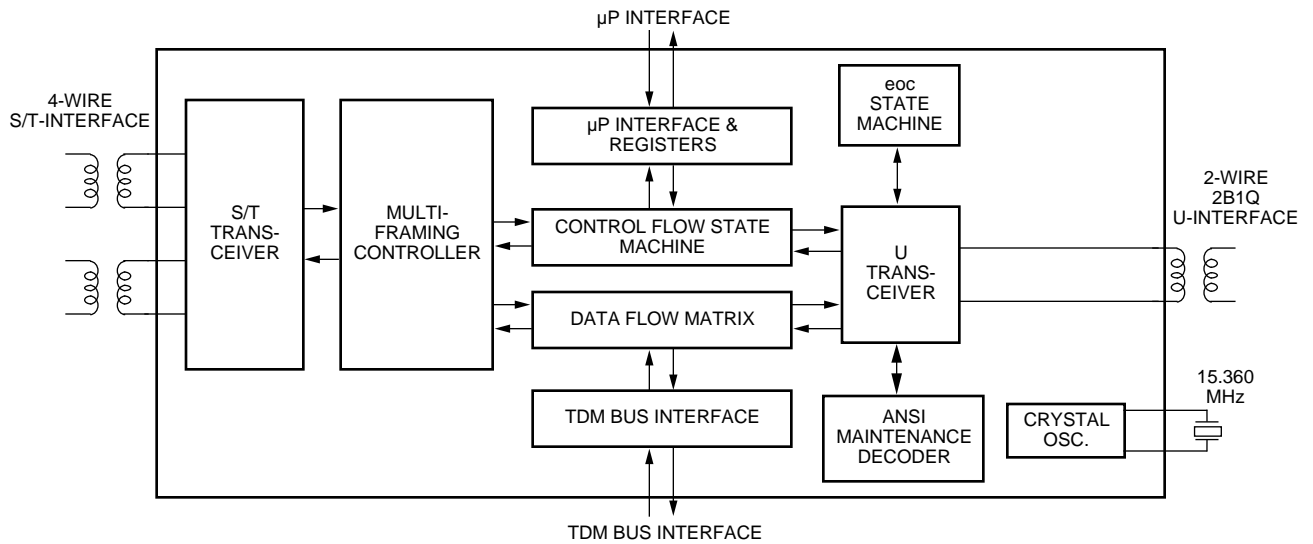 µP INTERFACE
4-WIRE
S/T-INTERFACE
S/T
TRANS-
CEIVER
MULTI-
FRAMING
CONTROLLER
µP INTERFACE &
REGISTERS
CONTROL FLOW STATE
MACHINE
DATA FLOW MATRIX
TDM BUS INTERFACE
eoc
STATE
MACHINE
U
TRANS-
CEIVER
ANSI
MAINTENANCE
DECODER
2-WIRE
2B1Q
U-INTERFACE
15.360
MHz
CRYSTAL
OSC.
TDM BUS INTERFACE